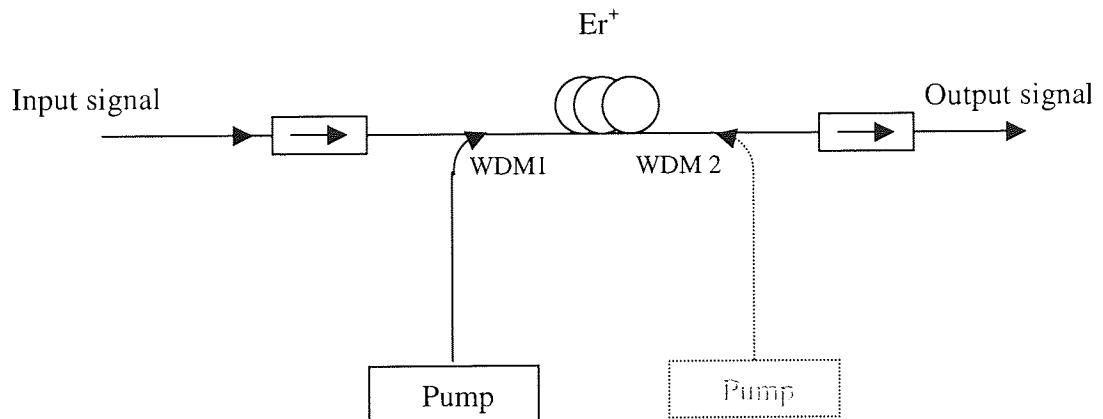 Er⁺
Input signal
Output signal
WDM1
WDM 2
Pump
Pump